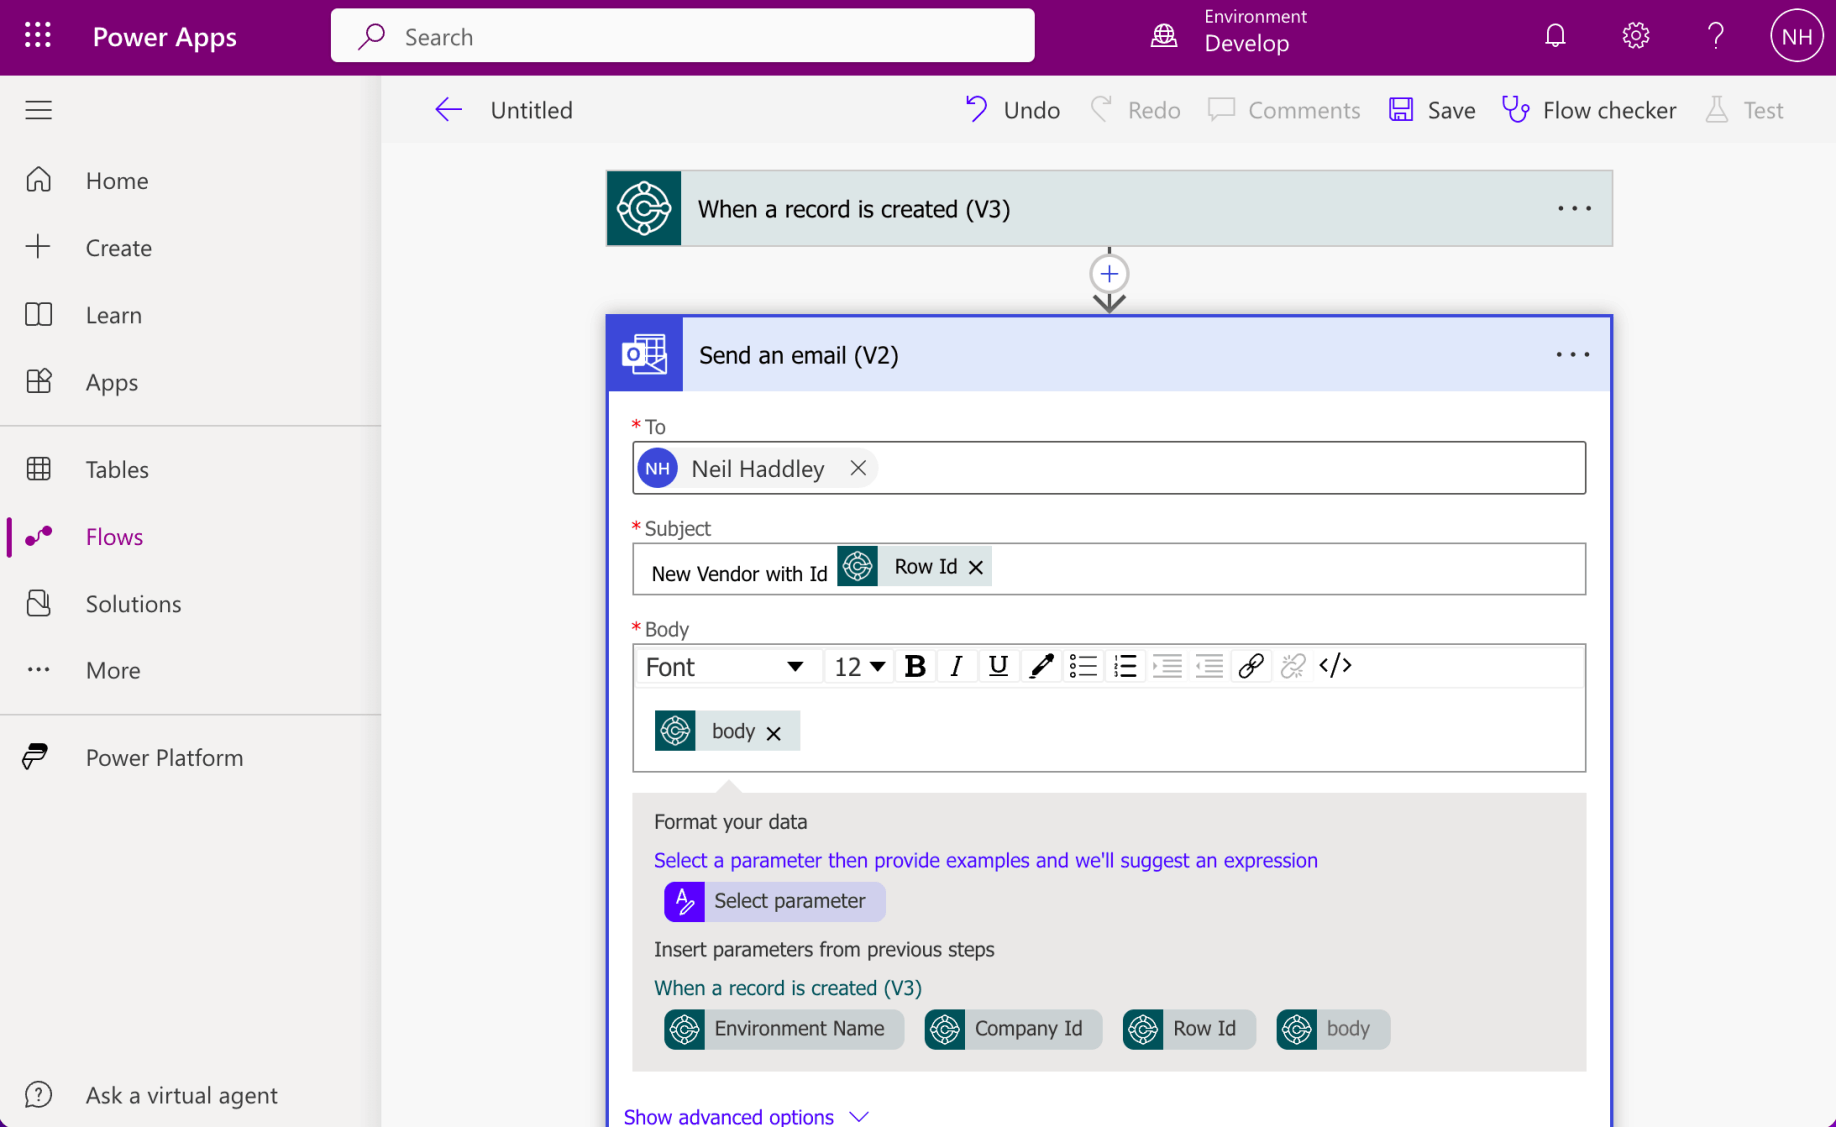 Power Apps
Search
Environment
Develop
NH
Untitled
Undo
Redo
Comments
Save
Flow checker
Test
Home
Create
Learn
Apps
Tables
Flows
Solutions
More
Power Platform
Ask a virtual agent
When a record is created (V3)
Send an email (V2)
* To
NH Neil Haddley
* Subject
New Vendor with Id Row Id
* Body
Font 12 B I U </>
body
Format your data
Select a parameter then provide examples and we'll suggest an expression
Select parameter
Insert parameters from previous steps
When a record is created (V3)
Environment Name Company Id Row Id body
Show advanced options